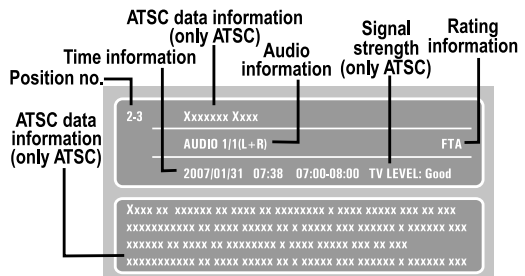 ATSC data information
(only ATSC)
Signal
strength
(only ATSC)
Rating
information
Time information
Audio
information
Position no.
ATSC data
information
(only ATSC)
2-3 Xxxxxxx Xxxx
AUDIO 1/1(L+R) FTA
2007/01/31 07:38 07:00-08:00 TV LEVEL: Good
Xxxx xx xxxxxx xx xxxx xx xxxxxxxx x xxxx xxxxx xxx xx xxx
xxxxxxxxxxx xx xxxx xxxxx xx x xxxxx xxx xxxxxx x xxxxxx xxx
xxxxxx xx xxxx xx xxxxxxxx x xxxx xxxxx xxx xx xxx
xxxxxxxxxxx xx xxxx xxxxx xx x xxxxx xxx xxxxxx x xxxxxx xxx